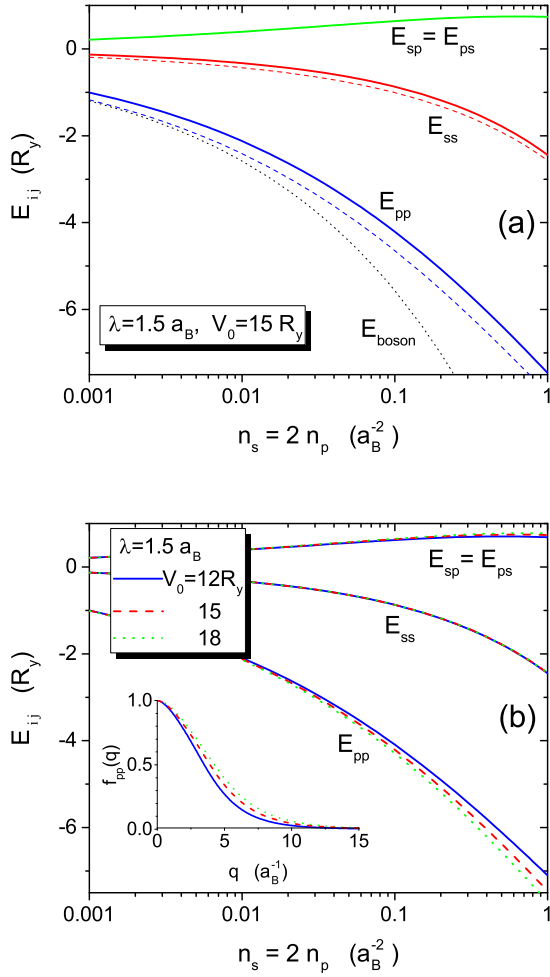 0
-2
-4
-6
E_ij (R_y)
E_sp = E_ps
E_ss
E_pp
(a)
E_boson
λ=1.5 a_B, V_0=15 R_y
0.001 0.01 0.1 1
n_s = 2 n_p (a_B^-2)
0
-2
-4
-6
E_ij (R_y)
λ=1.5 a_B
V_0=12R_y
15
18
E_sp = E_ps
E_ss
(b)
E_pp
1.0
0.5
0.0
f_pp(q)
0 5 10 15
q (a_B^-1)
0.001 0.01 0.1 1
n_s = 2 n_p (a_B^-2)